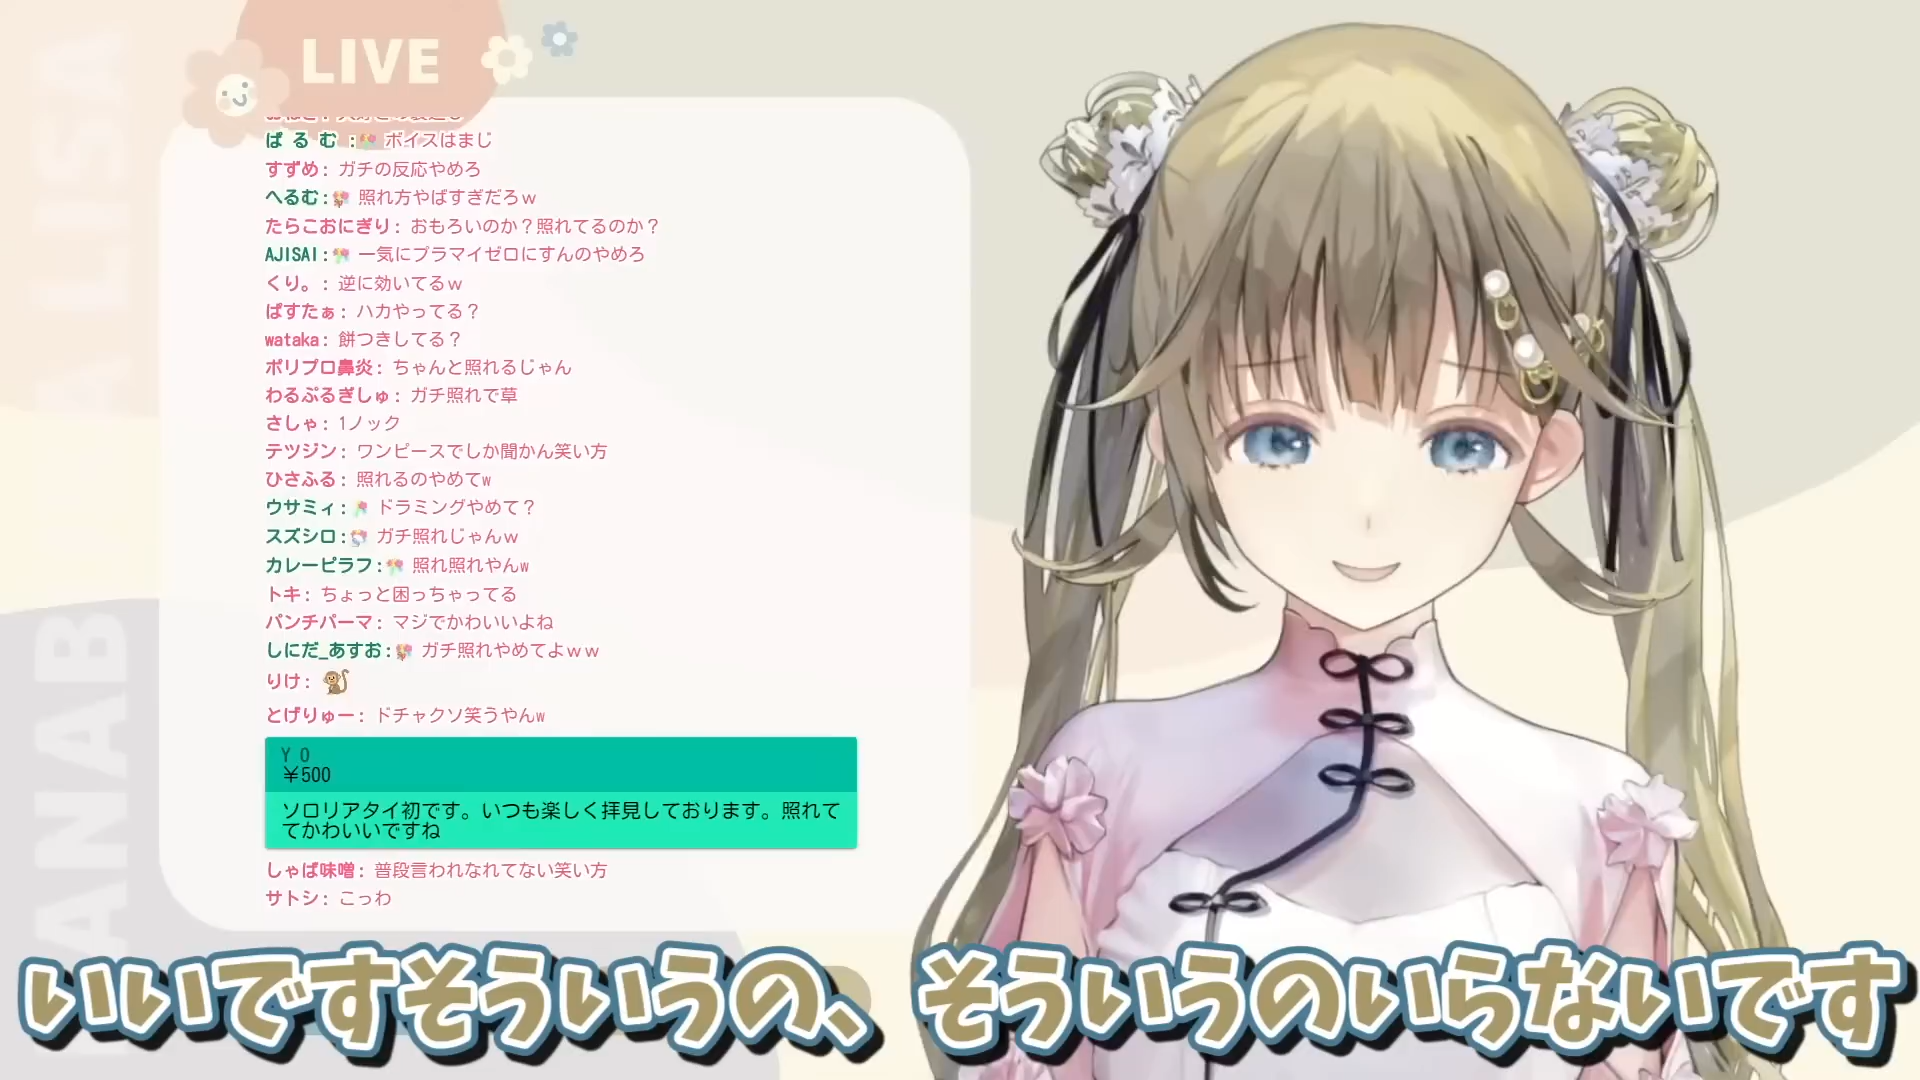 LIVE
ぱ る む : ボイスはまじ
すずめ: ガチの反応やめろ
へるむ: 照れ方やばすぎだろｗ
たらこおにぎり: おもろいのか？照れてるのか？
AJISAI: 一気にプラマイゼロにすんのやめろ
くり。: 逆に効いてるｗ
ぱすたぁ: ハカやってる？
wataka: 餅つきしてる？
ポリプロ鼻炎: ちゃんと照れるじゃん
わるぷるぎしゅ: ガチ照れで草
さしゃ: 1ノック
テツジン: ワンピースでしか聞かん笑い方
ひさふる: 照れるのやめてw
ウサミィ: ドラミングやめて？
スズシロ: ガチ照れじゃんｗ
カレーピラフ: 照れ照れやんw
トキ: ちょっと困っちゃってる
パンチパーマ: マジでかわいいよね
しにだ_あすお: ガチ照れやめてよｗｗ
りけ:
とげりゅー: ドチャクソ笑うやんw
Y O
￥500
ソロリアタイ初です。いつも楽しく拝見しております。照れて
てかわいいですね
しゃば味噌: 普段言われなれてない笑い方
サトシ: こっわ
いいですそういうの、そういうのいらないです